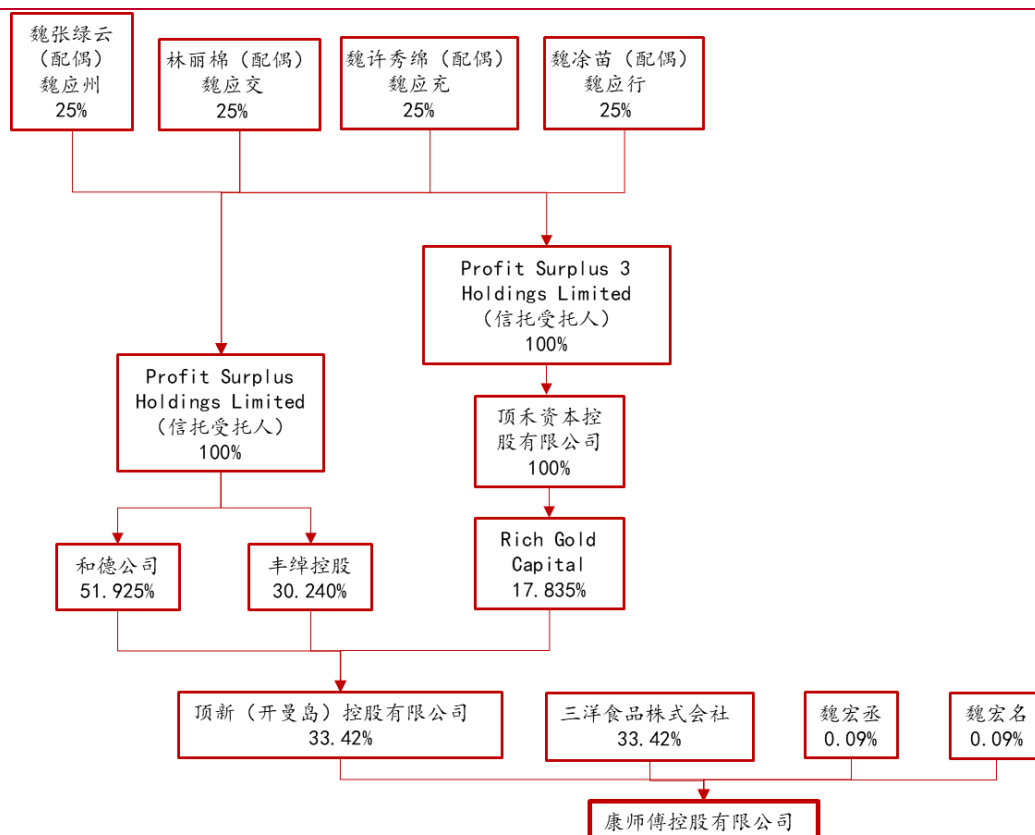 魏张绿云
（配偶）
魏应州
25%
林丽棉（配偶）
魏应交
25%
魏许秀绵（配偶）
魏应充
25%
魏凃苗（配偶）
魏应行
25%
Profit Surplus 3
Holdings Limited
（信托受托人）
100%
Profit Surplus
Holdings Limited
（信托受托人）
100%
顶禾资本控
股有限公司
100%
和德公司
51.925%
丰绰控股
30.240%
Rich Gold
Capital
17.835%
顶新（开曼岛）控股有限公司
33.42%
三洋食品株式会社
33.42%
魏宏丞
0.09%
魏宏名
0.09%
康师傅控股有限公司